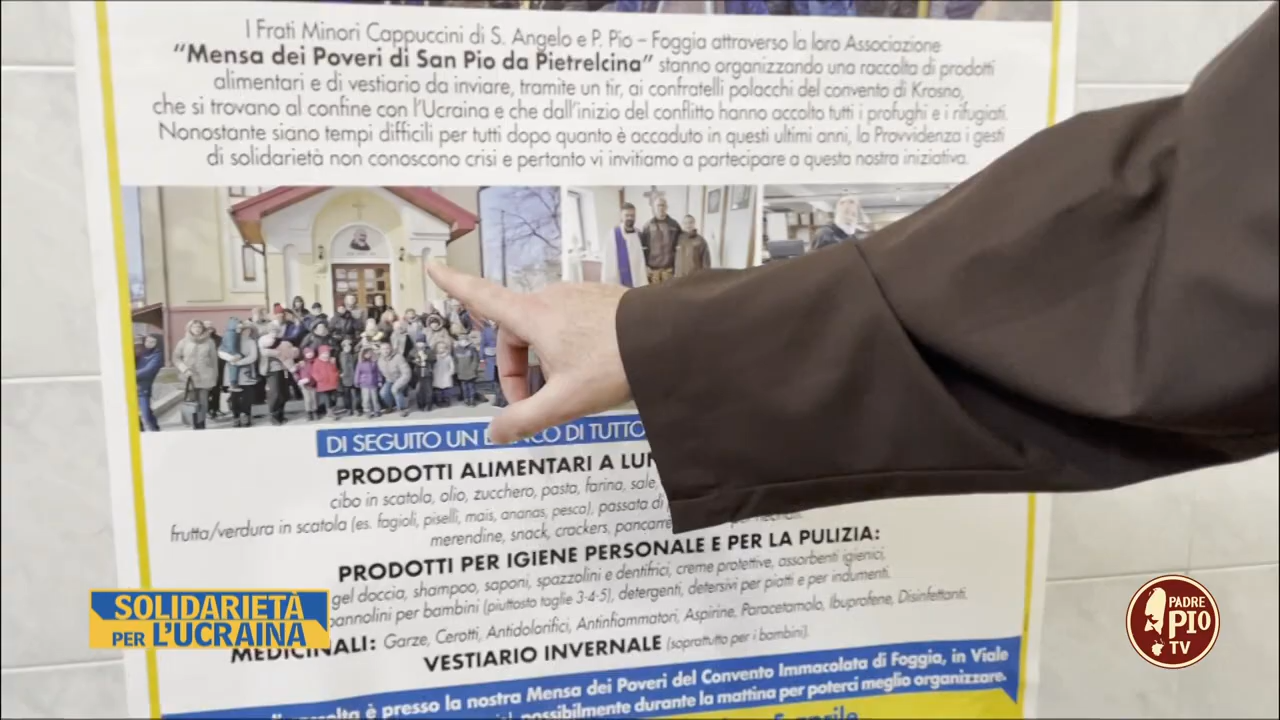 I Frati Minori Cappuccini di S. Angelo e P. Pio – Foggia attraverso la loro Associazione
“Mensa dei Poveri di San Pio da Pietrelcina” stanno organizzando una raccolta di prodotti
alimentari e di vestiario da inviare, tramite un tir, ai confratelli polacchi del convento di Krosno,
che si trovano al confine con l’Ucraina e che dall’inizio del conflitto hanno accolto tutti i profughi e i rifugiati.
Nonostante siano tempi difficili per tutti dopo quanto è accaduto in questi ultimi anni, la Provvidenza i gesti
di solidarietà non conoscono crisi e pertanto vi invitiamo a partecipare a questa nostra iniziativa.
DI SEGUITO UN DI TUTTO
PRODOTTI ALIMENTARI A
cibo in scatola, olio, zucchero, pasta, farina, sale,
frutta/verdura in scatola (es. fagioli, piselli, mais, ananas, pesca), passata di
merendine, snack, crackers, pancarrè
PRODOTTI PER IGIENE PERSONALE E PER LA PULIZIA:
gel doccia, shampoo, saponi, spazzolini e dentifrici, creme protettive, assorbenti igienici,
pannolini per bambini (piuttosto taglie 3-4-5), detergenti, detersivi per piatti e per indumenti.
MEDICINALI: Garze, Cerotti, Antidolorifici, Antinfiammatori, Aspirine, Paracetamolo, Ibuprofene, Disinfettanti.
VESTIARIO INVERNALE (soprattutto per i bambini).
è presso la nostra Mensa dei Poveri del Convento Immacolata di Foggia, in Viale
possibilmente durante la mattina per poterci meglio organizzare.
aprile
SOLIDARIETÀ
PER L’UCRAINA
PADRE
PIO
TV